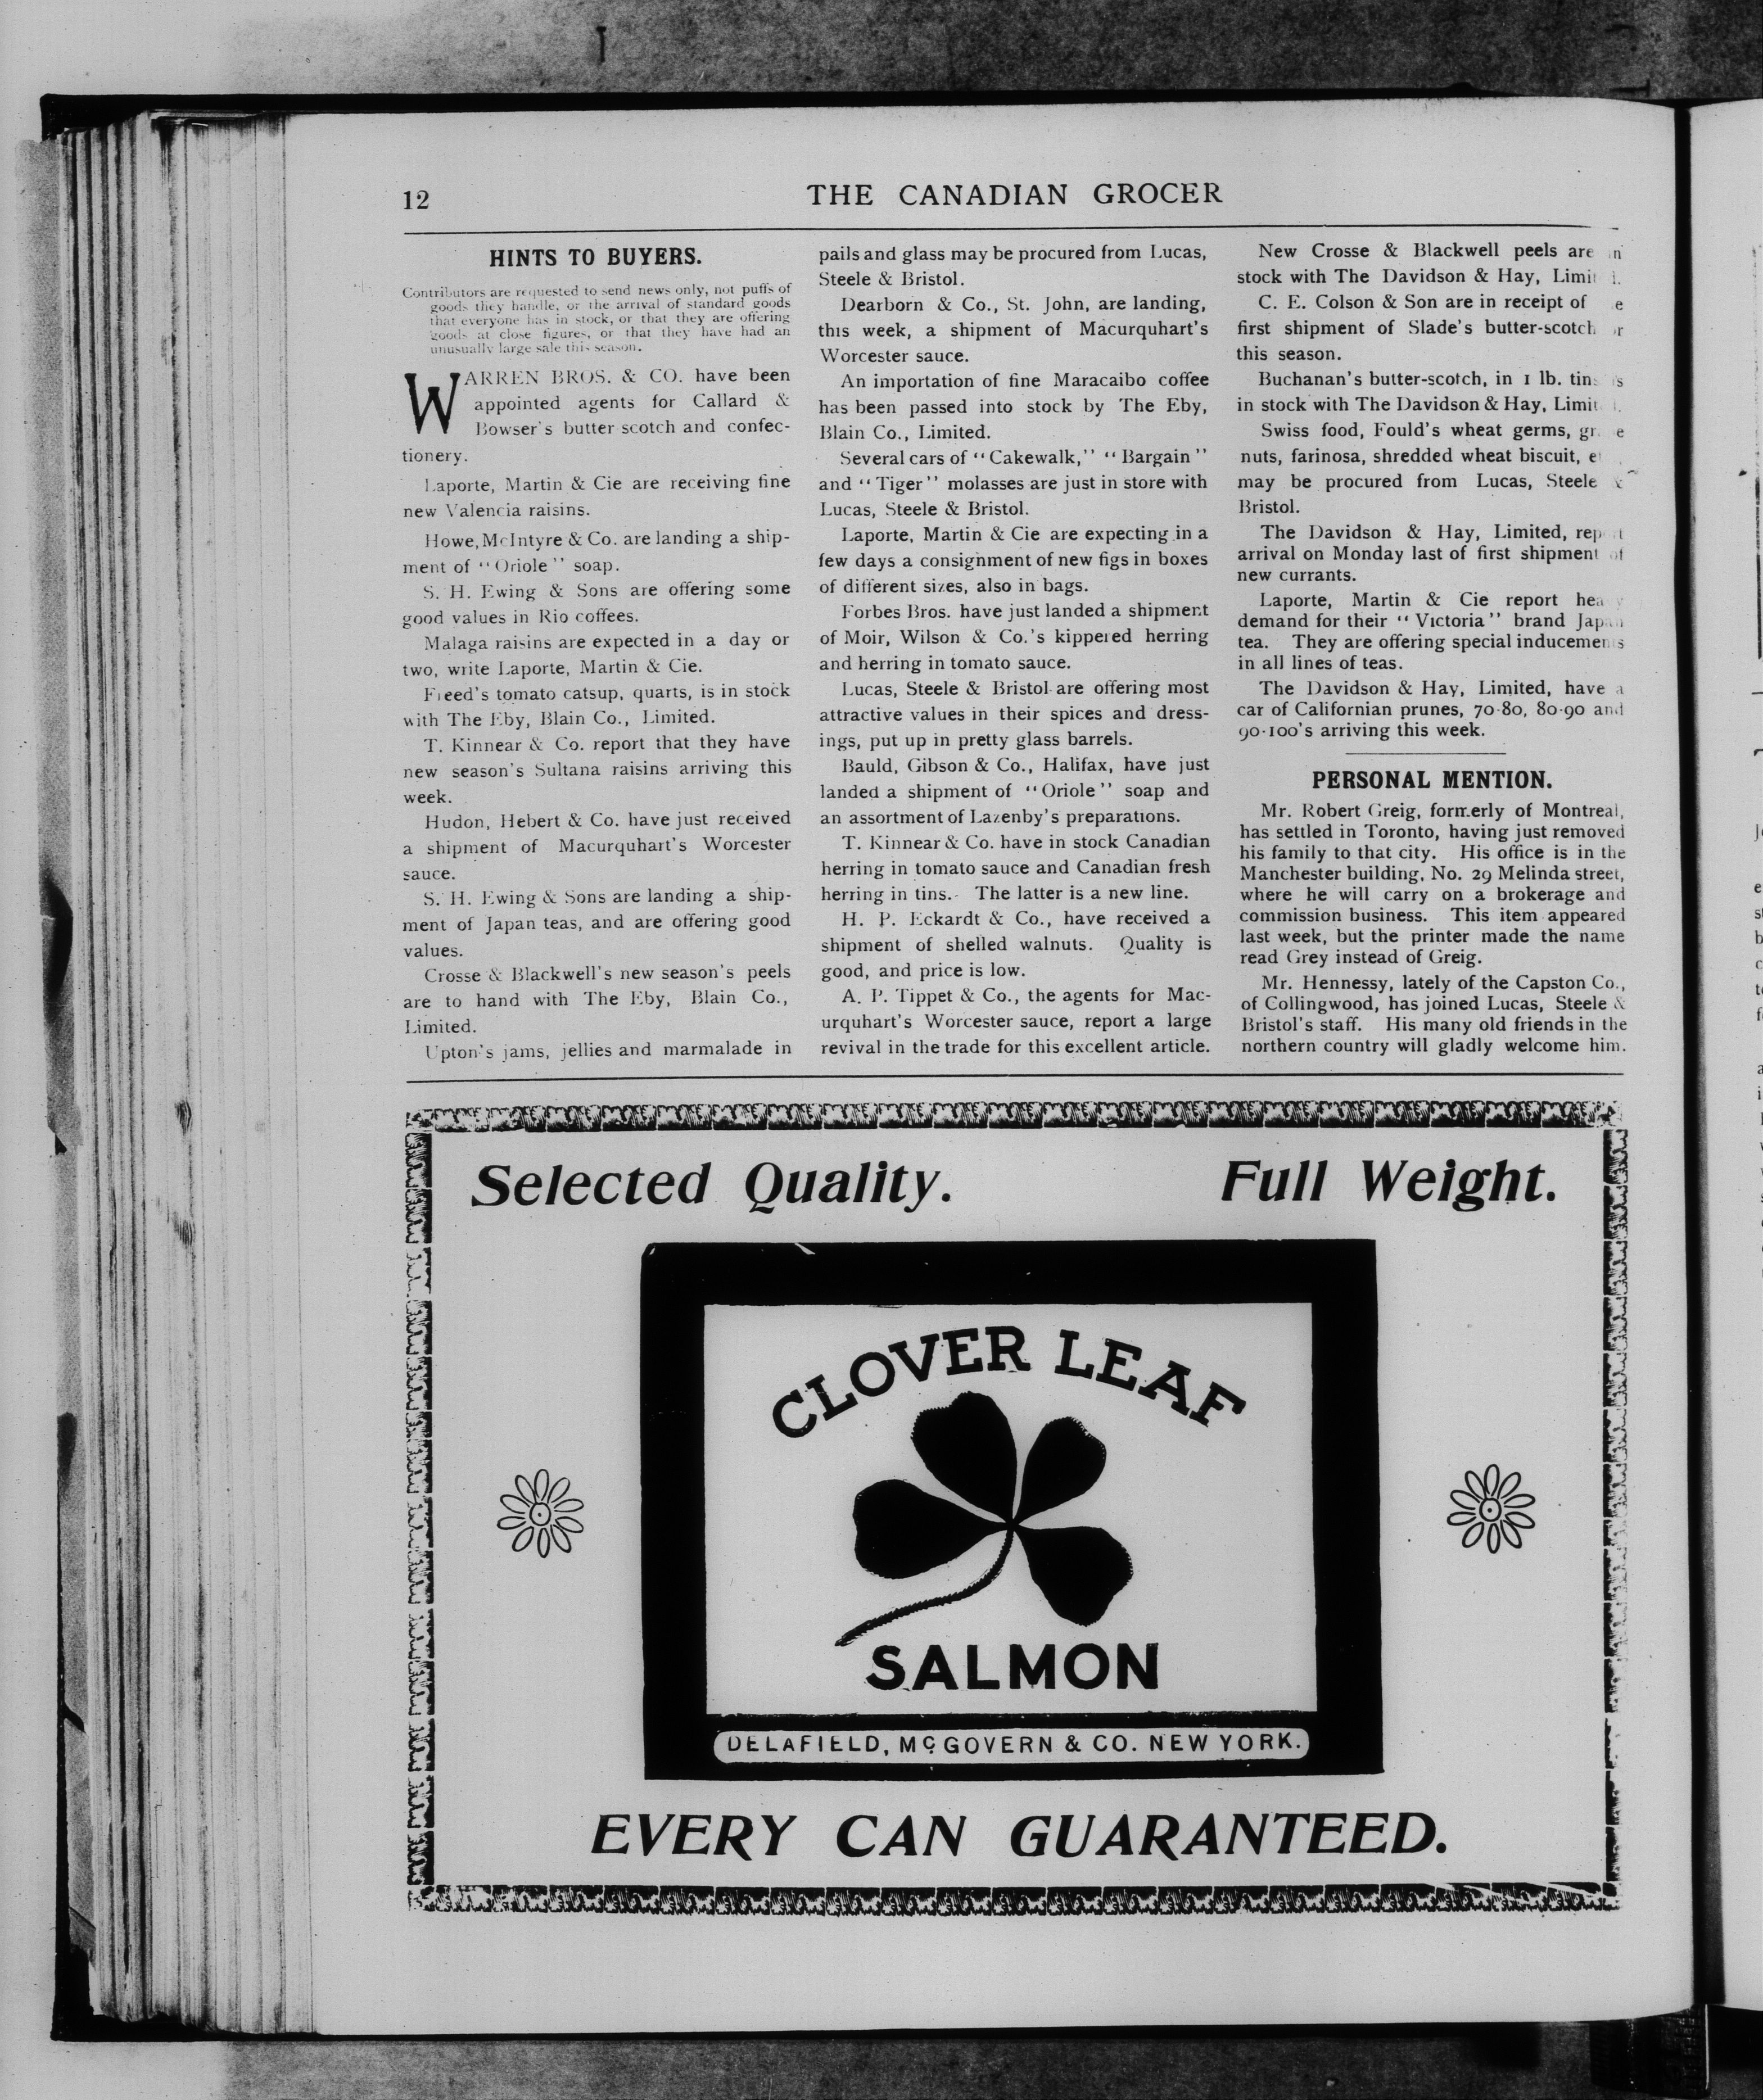 12
THE CANADIAN GROCER
HINTS TO BUYERS.
Contributors are requested to send news only, not puffs of
goods they handle, or the arrival of standard goods
that everyone has in stock, or that they are offering
goods at close figures, or that they have had an
unusually large sale this season.
WARREN BROS. & CO. have been
appointed agents for Callard &
Bowser's butter scotch and confec-
tionery.
Laporte, Martin & Cie are receiving fine
new Valencia raisins.
Howe, McIntyre & Co. are landing a ship-
ment of "Oriole" soap.
S. H. Ewing & Sons are offering some
good values in Rio coffees.
Malaga raisins are expected in a day or
two, write Laporte, Martin & Cie.
Freed's tomato catsup, quarts, is in stock
with The Eby, Blain Co., Limited.
T. Kinnear & Co. report that they have
new season's Sultana raisins arriving this
week.
Hudon, Hebert & Co. have just received
a shipment of Macurquhart's Worcester
sauce.
S. H. Ewing & Sons are landing a ship-
ment of Japan teas, and are offering good
values.
Crosse & Blackwell's new season's peels
are to hand with The Eby, Blain Co.,
Limited.
Upton's jams, jellies and marmalade in
pails and glass may be procured from Lucas,
Steele & Bristol.
Dearborn & Co., St. John, are landing,
this week, a shipment of Macurquhart's
Worcester sauce.
An importation of fine Maracaibo coffee
has been passed into stock by The Eby,
Blain Co., Limited.
Several cars of "Cakewalk," "Bargain"
and "Tiger" molasses are just in store with
Lucas, Steele & Bristol.
Laporte, Martin & Cie are expecting in a
few days a consignment of new figs in boxes
of different sizes, also in bags.
Forbes Bros. have just landed a shipment
of Moir, Wilson & Co.'s kippered herring
and herring in tomato sauce.
Lucas, Steele & Bristol are offering most
attractive values in their spices and dress-
ings, put up in pretty glass barrels.
Bauld, Gibson & Co., Halifax, have just
landed a shipment of "Oriole" soap and
an assortment of Lazenby's preparations.
T. Kinnear & Co. have in stock Canadian
herring in tomato sauce and Canadian fresh
herring in tins. The latter is a new line.
H. P. Eckardt & Co., have received a
shipment of shelled walnuts. Quality is
good, and price is low.
A. P. Tippet & Co., the agents for Mac-
urquhart's Worcester sauce, report a large
revival in the trade for this excellent article.
New Crosse & Blackwell peels are in
stock with The Davidson & Hay,
C. E. Colson & Son are in receipt of
first shipment of Slade's butter-scotch
this season.
Buchanan's butter-scotch, in 1 lb.
in stock with The Davidson & Hay,
Swiss food, Fould's wheat germs,
nuts, farinosa, shredded wheat biscuit,
may be procured from Lucas, Steele &
Bristol.
The Davidson & Hay, Limited, report
arrival on Monday last of first shipment of
new currants.
Laporte, Martin & Cie report heavy
demand for their "Victoria" brand Japan
tea. They are offering special inducements
in all lines of teas.
The Davidson & Hay, Limited, have a
car of Californian prunes, 70-80, 80-90 and
90-100's arriving this week.
PERSONAL MENTION.
Mr. Robert Greig, formerly of Montreal,
has settled in Toronto, having just removed
his family to that city. His office is in the
Manchester building, No. 29 Melinda street,
where he will carry on a brokerage and
commission business. This item appeared
last week, but the printer made the name
read Grey instead of Greig.
Mr. Hennessy, lately of the Capston Co.,
of Collingwood, has joined Lucas, Steele &
Bristol's staff. His many old friends in the
northern country will gladly welcome him.
Selected Quality. Full Weight.
CLOVER LEAF
SALMON
DELAFIELD, McGOVERN & CO. NEW YORK.
EVERY CAN GUARANTEED.